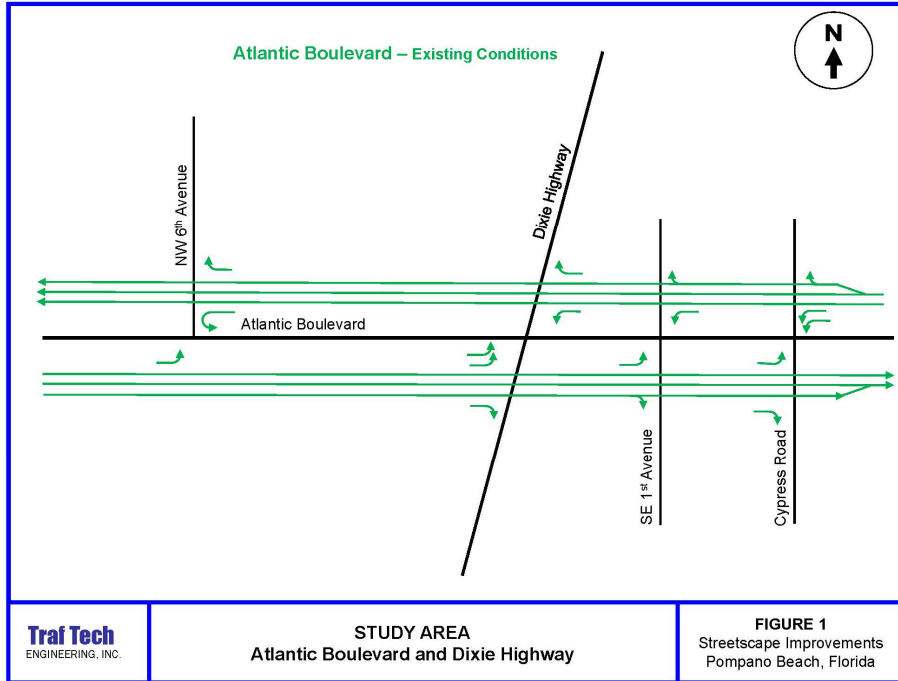 Atlantic Boulevard – Existing Conditions
N
NW 6th Avenue
Dixie Highway
Atlantic Boulevard
SE 1st Avenue
Cypress Road
Traf Tech
ENGINEERING, INC.
STUDY AREA
Atlantic Boulevard and Dixie Highway
FIGURE 1
Streetscape Improvements
Pompano Beach, Florida